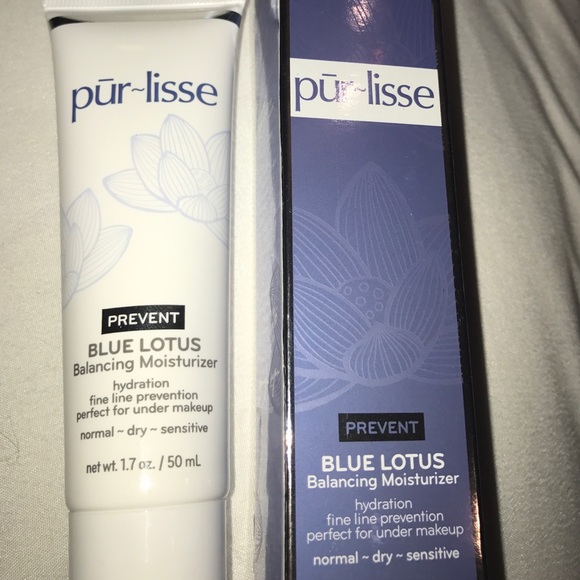 pūr~lisse
PREVENT
BLUE LOTUS
Balancing Moisturizer
hydration
fine line prevention
perfect for under makeup
normal ~ dry ~ sensitive
net wt. 1.7 oz. / 50 mL
pūr~lisse
PREVENT
BLUE LOTUS
Balancing Moisturizer
hydration
fine line prevention
perfect for under makeup
normal ~ dry ~ sensitive